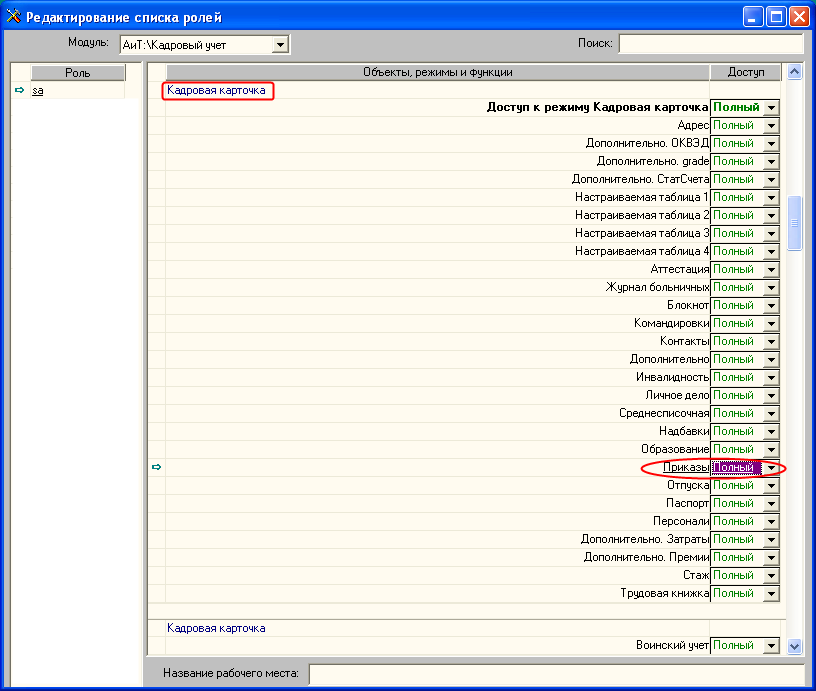 Редактирование списка ролей
Модуль: АиТ:\Кадровый учет Поиск:
Роль Объекты, режимы и функции Доступ
sa Кадровая карточка
Доступ к режиму Кадровая карточка Полный
Адрес Полный
Дополнительно. ОКВЭД Полный
Дополнительно. grade Полный
Дополнительно. СтатСчета Полный
Настраиваемая таблица 1 Полный
Настраиваемая таблица 2 Полный
Настраиваемая таблица 3 Полный
Настраиваемая таблица 4 Полный
Аттестация Полный
Журнал больничных Полный
Блокнот Полный
Командировки Полный
Контакты Полный
Дополнительно Полный
Инвалидность Полный
Личное дело Полный
Среднесписочная Полный
Надбавки Полный
Образование Полный
Приказы Полный
Отпуска Полный
Паспорт Полный
Персонали Полный
Дополнительно. Затраты Полный
Дополнительно. Премии Полный
Стаж Полный
Трудовая книжка Полный
Кадровая карточка
Воинский учет Полный
Название рабочего места: